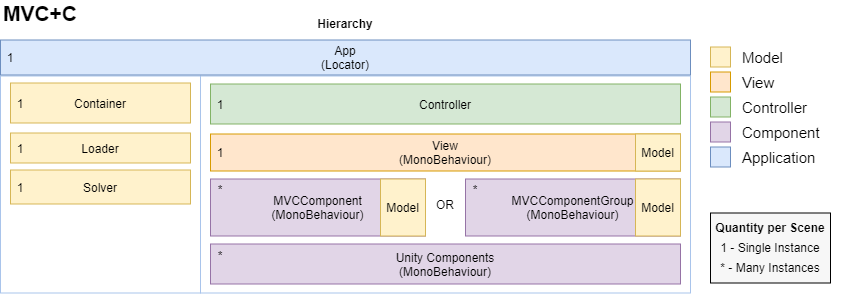 MVC+C
Hierarchy
1
App
(Locator)
1
Container
1
Loader
1
Solver
1
Controller
1
View
(MonoBehaviour)
Model
*
MVCComponent
(MonoBehaviour)
Model
OR
*
MVCComponentGroup
(MonoBehaviour)
Model
*
Unity Components
(MonoBehaviour)
Model
View
Controller
Component
Application
Quantity per Scene
1 - Single Instance
* - Many Instances